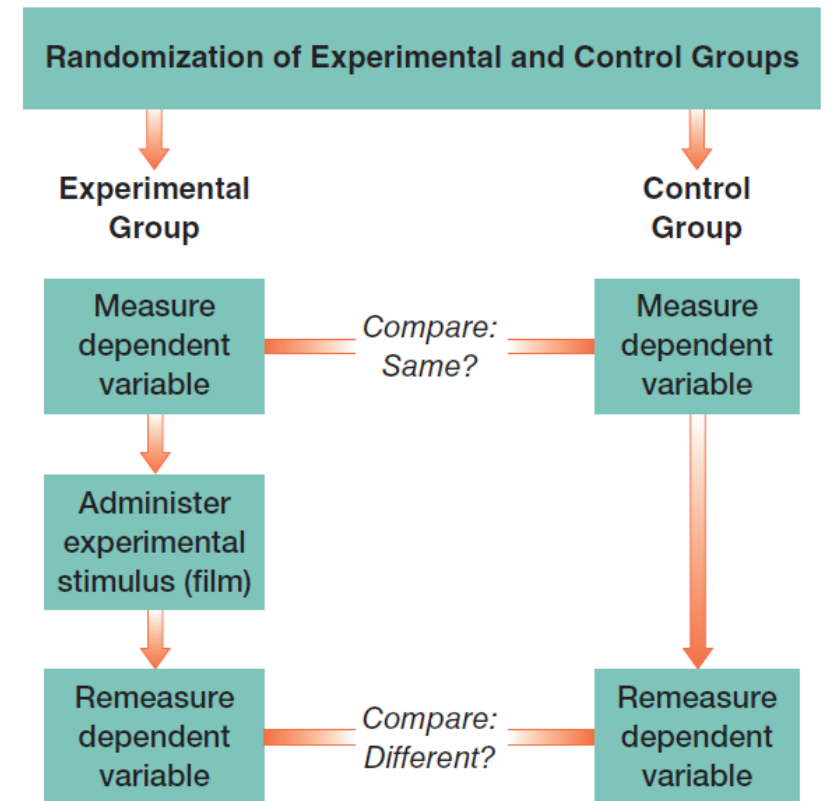 Randomization of Experimental and Control Groups
Experimental
Group
Control
Group
Measure
dependent
variable
Compare:
Same?
Measure
dependent
variable
Administer
experimental
stimulus (film)
Remeasure
dependent
variable
Compare:
Different?
Remeasure
dependent
variable